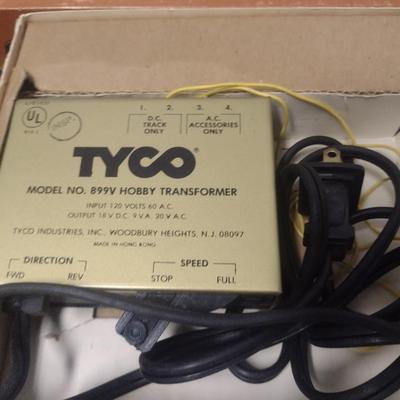 LISTED
UL
1. 2. 3. 4.
D.C. TRACK ONLY
A.C. ACCESSORIES ONLY
TYCO®
MODEL NO. 899V HOBBY TRANSFORMER
INPUT 120 VOLTS 60 A.C.
OUTPUT 18 V D.C. 9 V.A. 20 V A.C.
TYCO INDUSTRIES, INC., WOODBURY HEIGHTS, N.J. 08097
MADE IN HONG KONG
DIRECTION SPEED
FWD REV STOP FULL